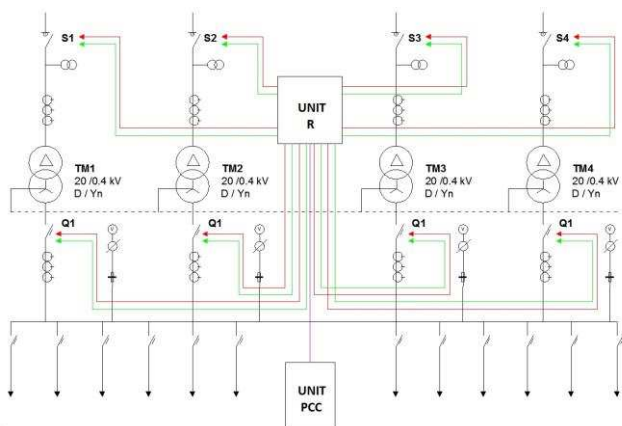 S1
S2
S3
S4
UNIT
R
TM1
20 /0.4 kV
D / Yn
TM2
20 /0.4 kV
D / Yn
TM3
20 /0.4 kV
D / Yn
TM4
20 /0.4 kV
D / Yn
Q1
V
Q1
V
Q1
V
Q1
V
UNIT
PCC